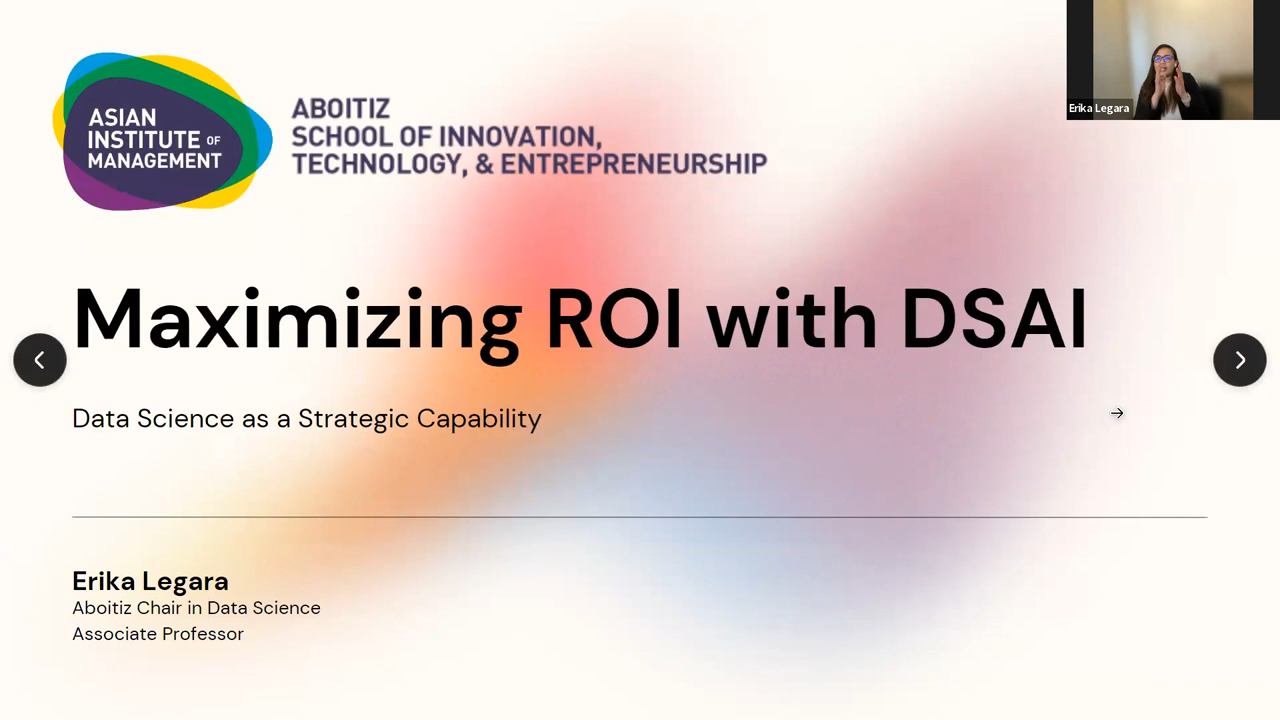 ASIAN
INSTITUTE OF
MANAGEMENT
ABOITIZ
SCHOOL OF INNOVATION,
TECHNOLOGY, & ENTREPRENEURSHIP
Erika Legara
Maximizing ROI with DSAI
Data Science as a Strategic Capability
Erika Legara
Aboitiz Chair in Data Science
Associate Professor